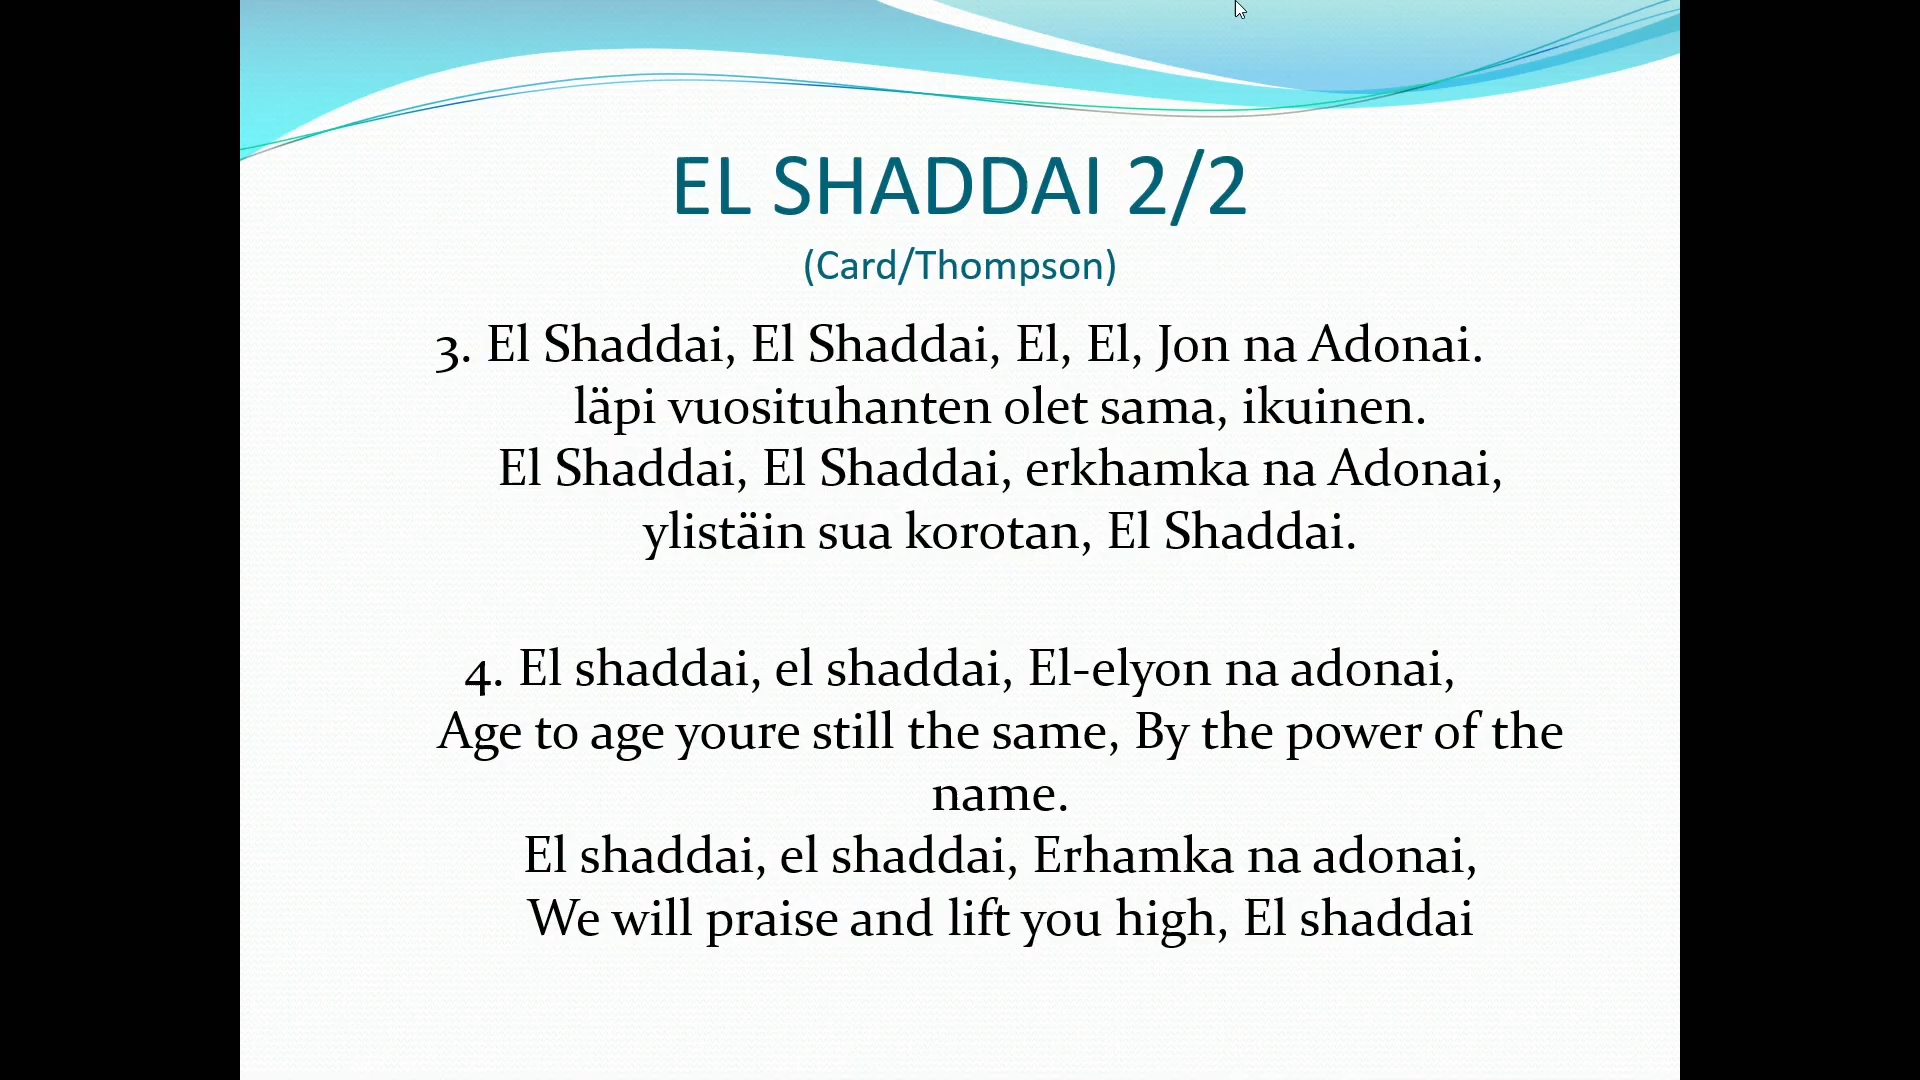 EL SHADDAI 2/2
(Card/Thompson)
3. El Shaddai, El Shaddai, El, El, Jon na Adonai.
läpi vuosituhanten olet sama, ikuinen.
El Shaddai, El Shaddai, erkhamka na Adonai,
ylistäin sua korotan, El Shaddai.
4. El shaddai, el shaddai, El-elyon na adonai,
Age to age youre still the same, By the power of the
name.
El shaddai, el shaddai, Erhamka na adonai,
We will praise and lift you high, El shaddai